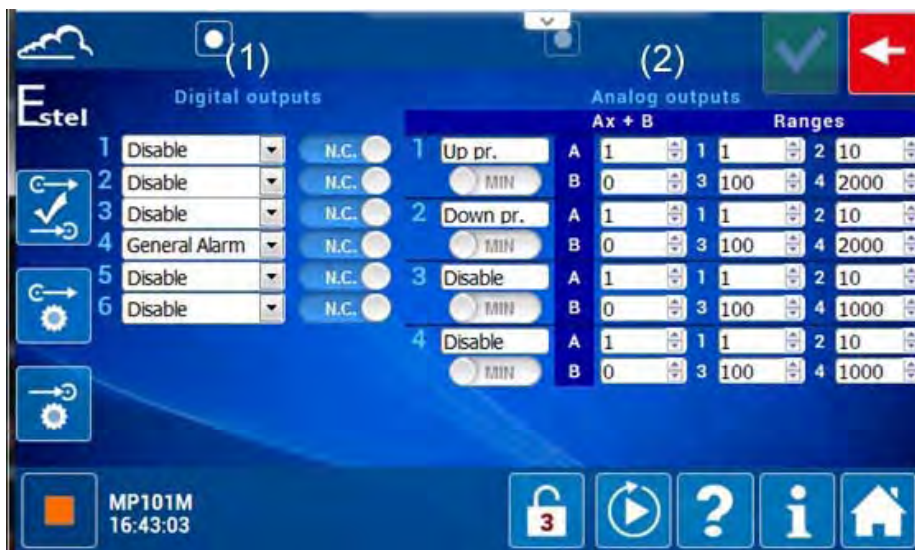 (1) (2)
Estel
Digital outputs Analog outputs
Ax + B Ranges
1 Disable N.C. 1 Up pr. A 1 1 1 2 10
2 Disable N.C. MIN B 0 3 100 4 2000
3 Disable N.C. 2 Down pr. A 1 1 1 2 10
4 General Alarm N.C. MIN B 0 3 100 4 2000
5 Disable N.C. 3 Disable A 1 1 1 2 10
6 Disable N.C. MIN B 0 3 100 4 1000
4 Disable A 1 1 1 2 10
MIN B 0 3 100 4 1000
MP101M
16:43:03
3 ? i